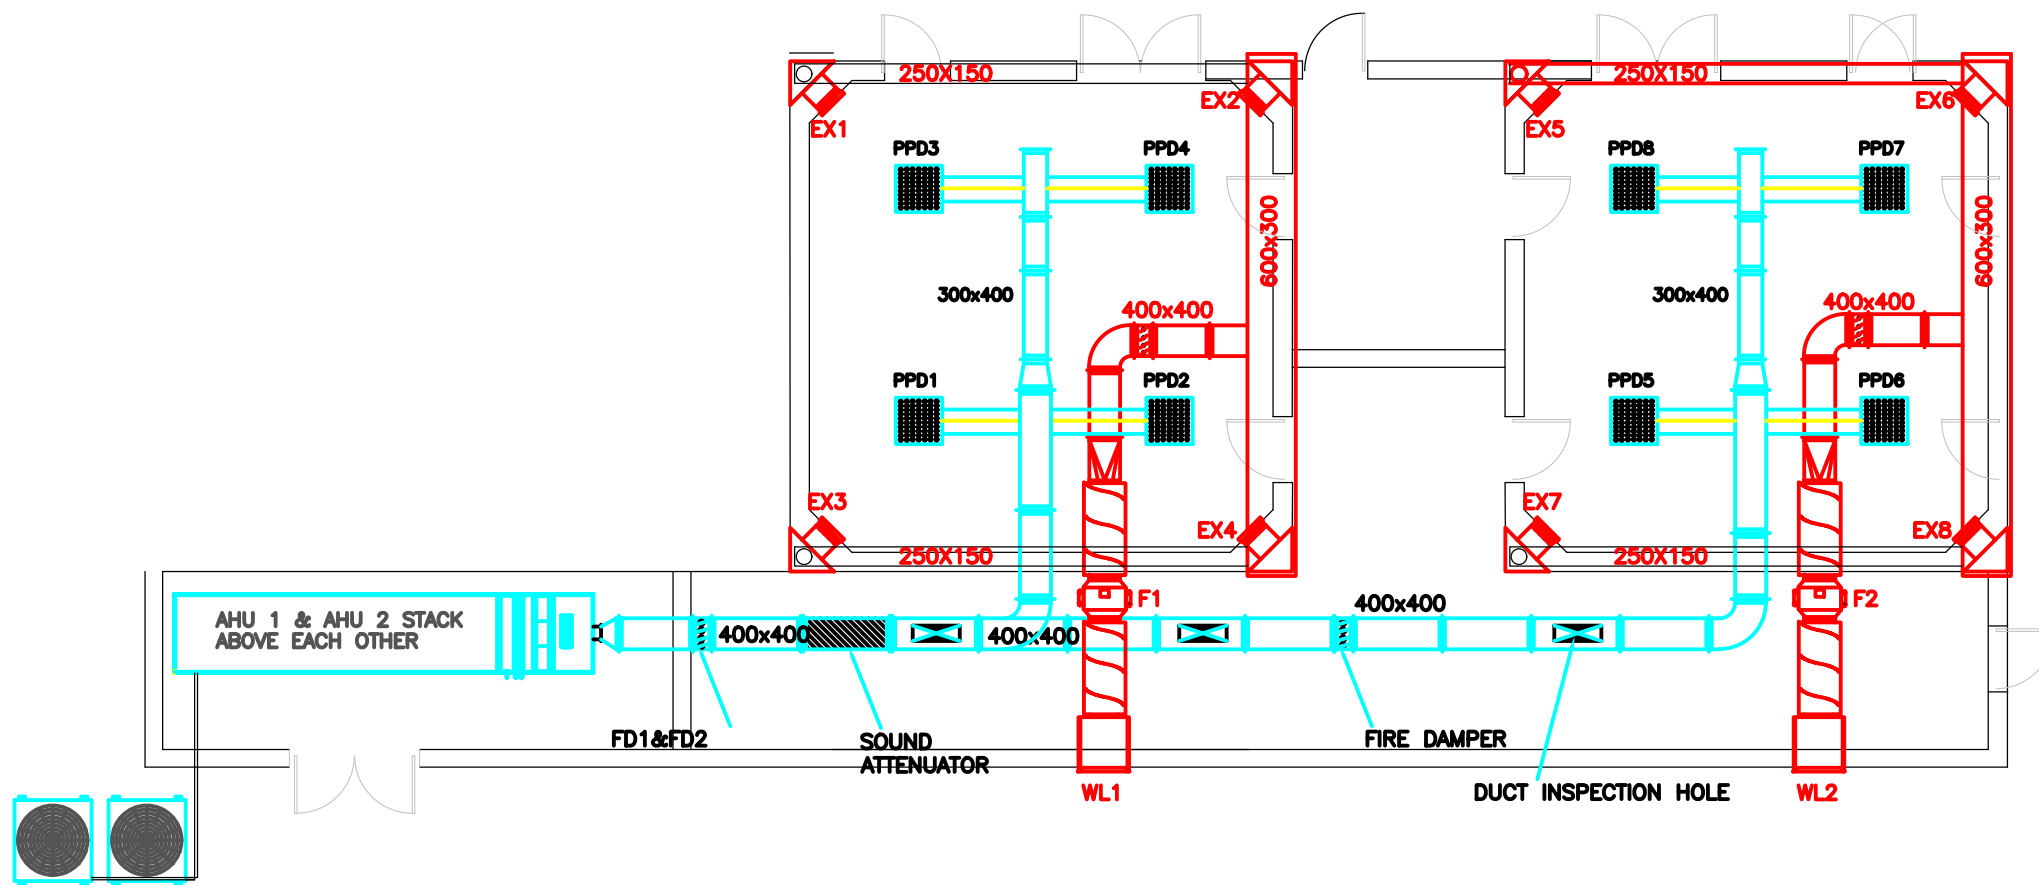 250X150
250X150
EX1
EX2
EX5
EX6
PPD3
PPD4
PPD8
PPD7
600x300
600x300
300x400
400x400
300x400
400x400
PPD1
PPD2
PPD5
PPD6
EX3
EX4
EX7
EX8
250X150
250X150
AHU 1 & AHU 2 STACK
ABOVE EACH OTHER
F1
F2
400x400
400x400
400x400
FD1&FD2
SOUND
ATTENUATOR
FIRE DAMPER
DUCT INSPECTION HOLE
WL1
WL2